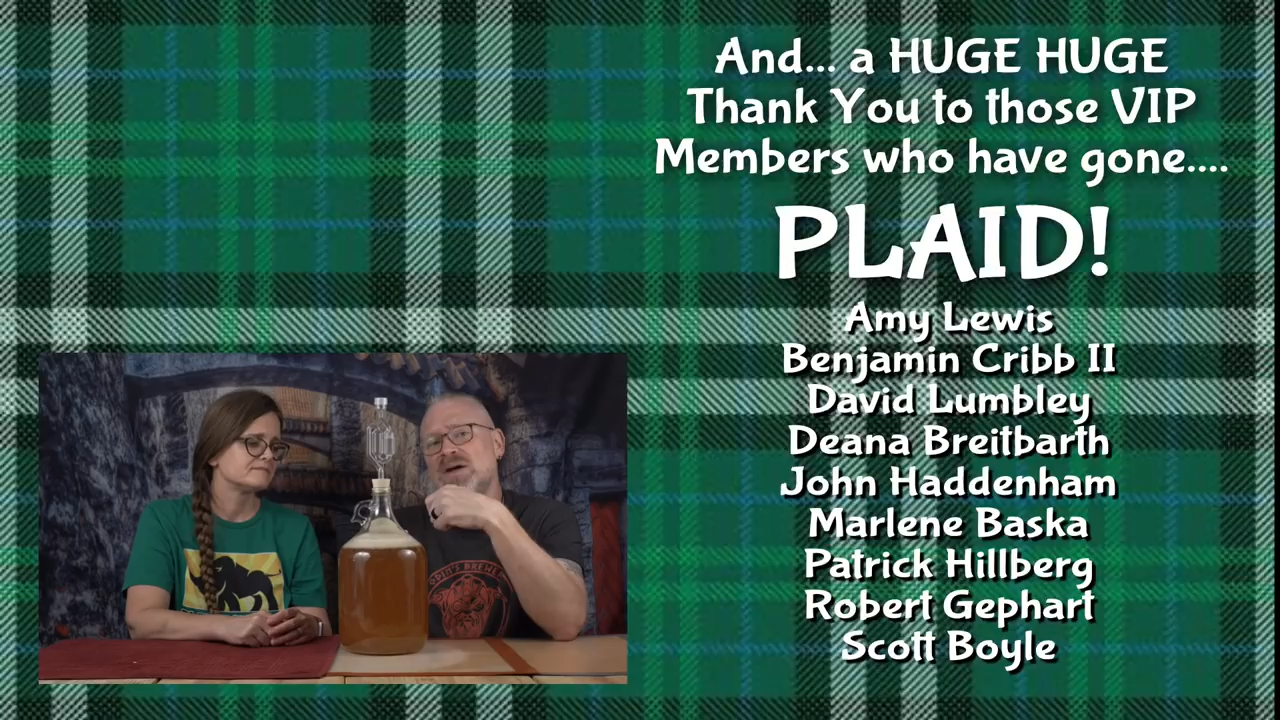 And... a HUGE HUGE
Thank You to those VIP
Members who have gone....
PLAID!
Amy Lewis
Benjamin Cribb II
David Lumbley
Deana Breitbarth
John Haddenham
Marlene Baska
Patrick Hillberg
Robert Gephart
Scott Boyle